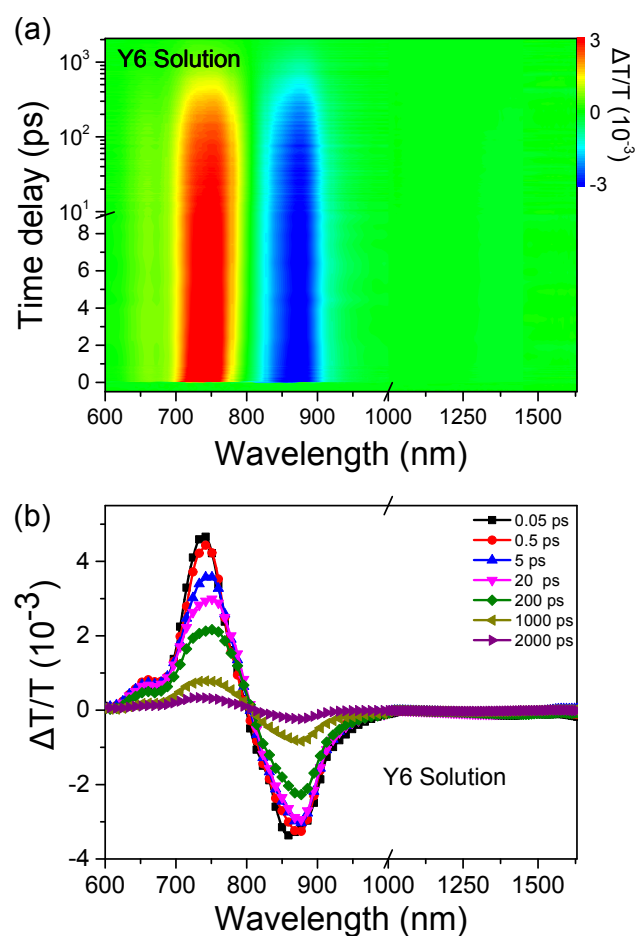 (a)
Y6 Solution
3
0
-3
ΔT/T (10⁻³)
10³
10²
10¹
8
6
4
2
0
Time delay (ps)
600 700 800 900 1000 1250 1500
Wavelength (nm)
(b)
0.05 ps
0.5 ps
5 ps
20 ps
200 ps
1000 ps
2000 ps
4
2
0
-2
-4
ΔT/T (10⁻³)
Y6 Solution
600 700 800 900 1000 1250 1500
Wavelength (nm)